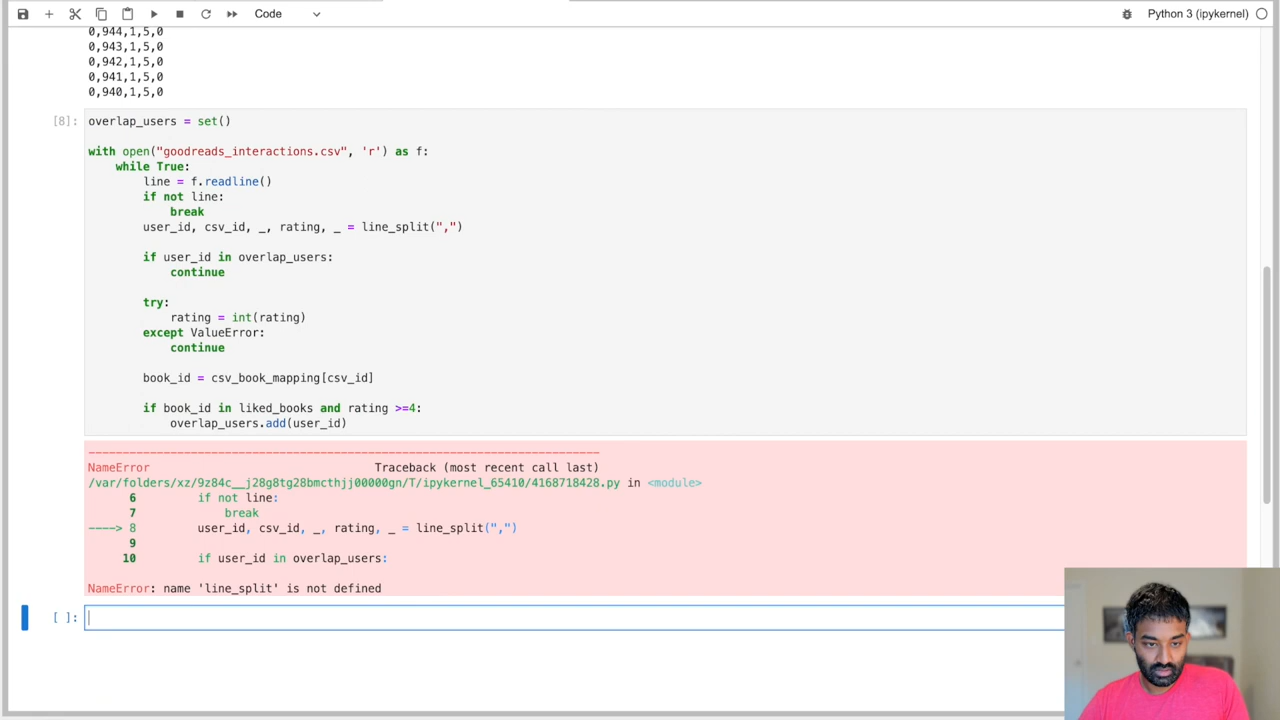 Code
Python 3 (ipykernel)
0,944,1,5,0
0,943,1,5,0
0,942,1,5,0
0,941,1,5,0
0,940,1,5,0
[8]:
overlap_users = set()
with open("goodreads_interactions.csv", 'r') as f:
while True:
line = f.readline()
if not line:
break
user_id, csv_id, _, rating, _ = line_split(",")
if user_id in overlap_users:
continue
try:
rating = int(rating)
except ValueError:
continue
book_id = csv_book_mapping[csv_id]
if book_id in liked_books and rating >=4:
overlap_users.add(user_id)
---------------------------------------------------------------------------
NameError Traceback (most recent call last)
/var/folders/xz/9z84c__j28g8tg28bmcthjj00000gn/T/ipykernel_65410/4168718428.py in <module>
6 if not line:
7 break
----> 8 user_id, csv_id, _, rating, _ = line_split(",")
9
10 if user_id in overlap_users:
NameError: name 'line_split' is not defined
[ ]: